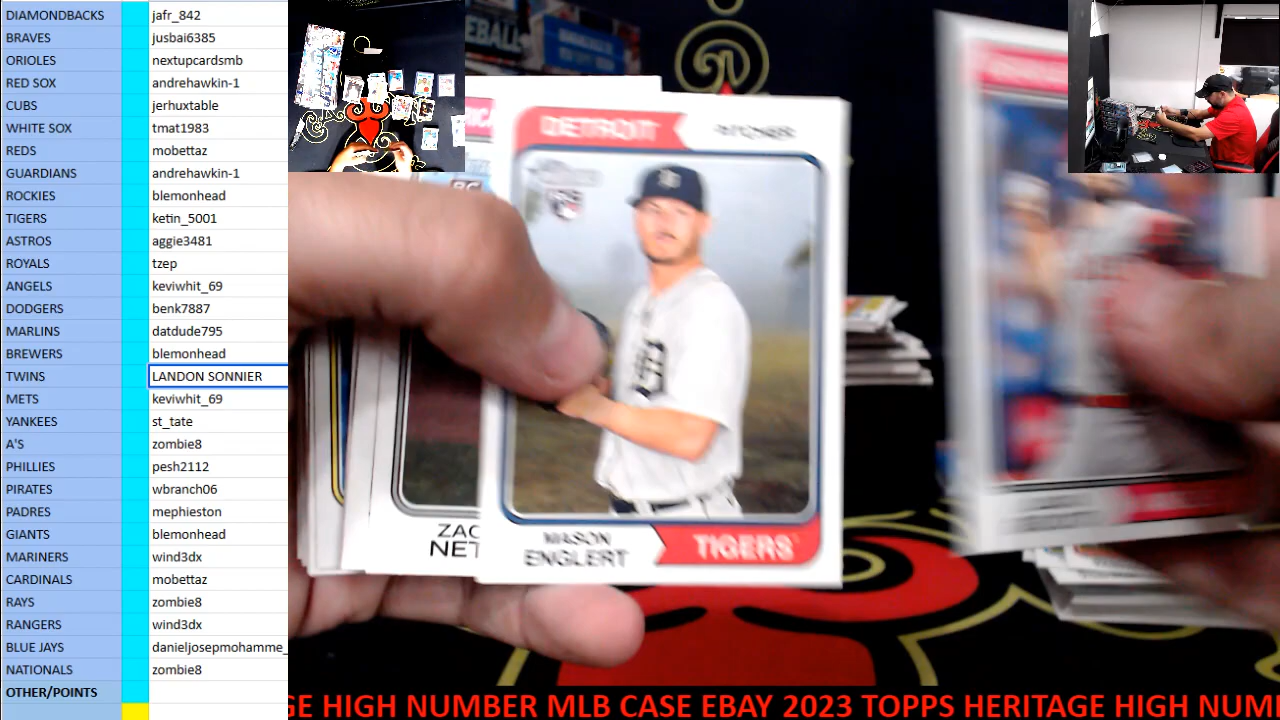 DIAMONDBACKS jafr_842
BRAVES jusbai6385
ORIOLES nextupcardsmb
RED SOX andrehawkin-1
CUBS jerhuxtable
WHITE SOX tmat1983
REDS mobettaz
GUARDIANS andrehawkin-1
ROCKIES blemonhead
TIGERS ketin_5001
ASTROS aggie3481
ROYALS tzep
ANGELS keviwhit_69
DODGERS benk7887
MARLINS datdude795
BREWERS blemonhead
TWINS LANDON SONNIER
METS keviwhit_69
YANKEES st_tate
A'S zombie8
PHILLIES pesh2112
PIRATES wbranch06
PADRES mephieston
GIANTS blemonhead
MARINERS wind3dx
CARDINALS mobettaz
RAYS zombie8
RANGERS wind3dx
BLUE JAYS danieljosepmohamme_
NATIONALS zombie8
OTHER/POINTS
DETROIT PITCHER
ZAC
NET
MASON
ENGLERT TIGERS
GE HIGH NUMBER MLB CASE EBAY 2023 TOPPS HERITAGE HIGH NUM